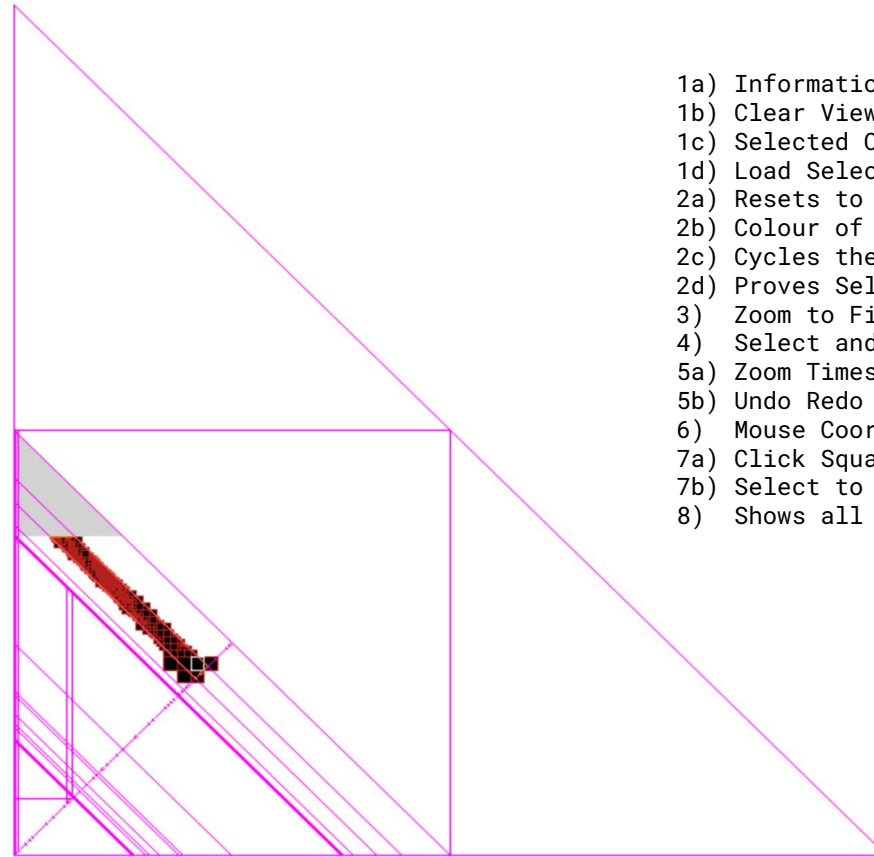 1a) Informatio
1b) Clear View
1c) Selected
1d) Load Selec
2a) Resets to
2b) Colour of
2c) Cycles the
2d) Proves Sel
3) Zoom to Fi
4) Select and
5a) Zoom Times
5b) Undo Redo
6) Mouse Coor
7a) Click Squa
7b) Select to
8) Shows all